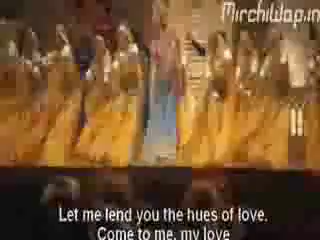 MirchiWap.in
Let me lend you the hues of love.
Come to me, my love